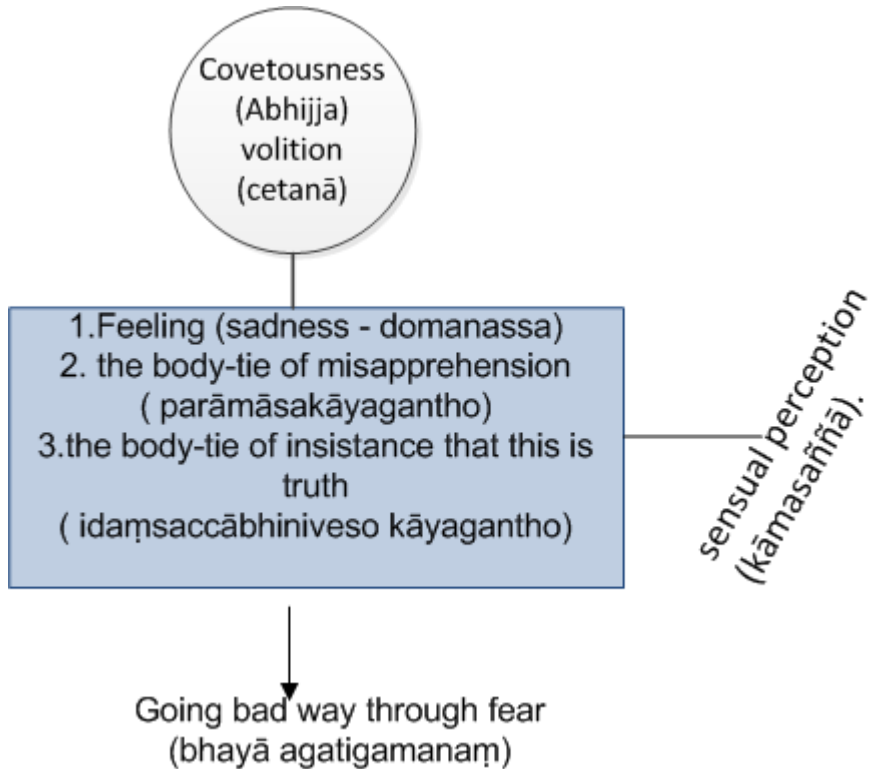 Covetousness
(Abhijja)
volition
(cetanā)
1.Feeling (sadness - domanassa)
2. the body-tie of misapprehension
( parāmāsakāyagantho)
3.the body-tie of insistance that this is
truth
( idaṃsaccābhiniveso kāyagantho)
sensual perception
(kāmasaññā).
Going bad way through fear
(bhayā agatigamanaṃ)